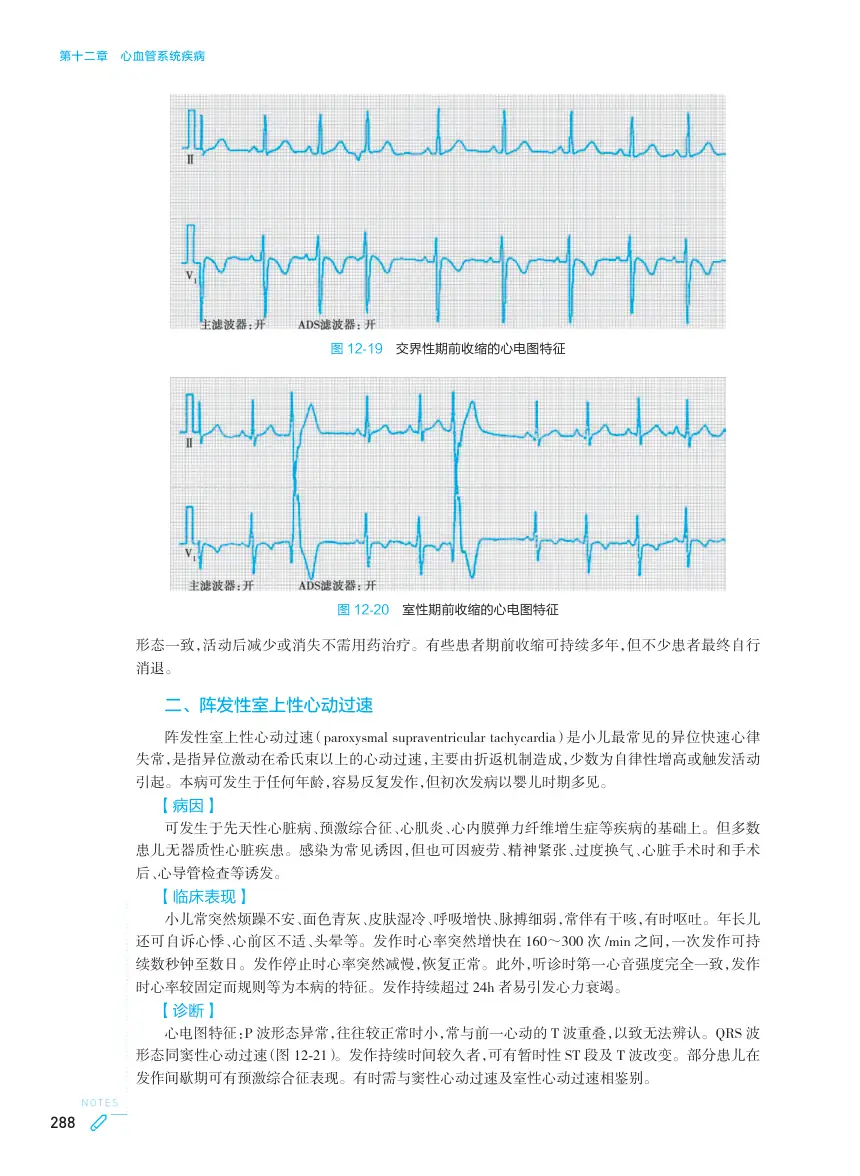 第十二章 心血管系统疾病
Ⅱ
V1
主滤波器:开 ADS滤波器:开
图 12-19 交界性期前收缩的心电图特征
Ⅱ
V1
主滤波器:开 ADS滤波器:开
图 12-20 室性期前收缩的心电图特征
形态一致,活动后减少或消失不需用药治疗。有些患者期前收缩可持续多年,但不少患者最终自行
消退。
二、阵发性室上性心动过速
阵发性室上性心动过速(paroxysmal supraventricular tachycardia)是小儿最常见的异位快速心律
失常,是指异位激动在希氏束以上的心动过速,主要由折返机制造成,少数为自律性增高或触发活动
引起。本病可发生于任何年龄,容易反复发作,但初次发病以婴儿时期多见。
【病因】
可发生于先天性心脏病、预激综合征、心肌炎、心内膜弹力纤维增生症等疾病的基础上。但多数
患儿无器质性心脏疾患。感染为常见诱因,但也可因疲劳、精神紧张、过度换气、心脏手术时和手术
后、心导管检查等诱发。
【临床表现】
小儿常突然烦躁不安、面色青灰、皮肤湿冷、呼吸增快、脉搏细弱,常伴有干咳,有时呕吐。年长儿
还可自诉心悸、心前区不适、头晕等。发作时心率突然增快在 160～300 次 /min 之间,一次发作可持
续数秒钟至数日。发作停止时心率突然减慢,恢复正常。此外,听诊时第一心音强度完全一致,发作
时心率较固定而规则等为本病的特征。发作持续超过 24h 者易引发心力衰竭。
【诊断】
心电图特征:P 波形态异常,往往较正常时小,常与前一心动的 T 波重叠,以致无法辨认。QRS 波
形态同窦性心动过速(图 12-21)。发作持续时间较久者,可有暂时性 ST 段及 T 波改变。部分患儿在
发作间歇期可有预激综合征表现。有时需与窦性心动过速及室性心动过速相鉴别。
NOTES
288